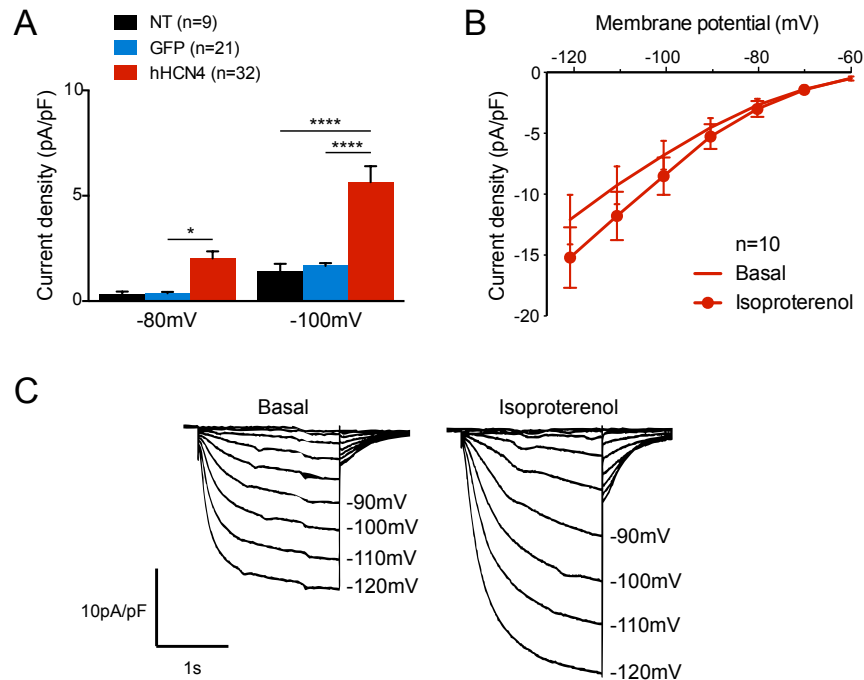 A
NT (n=9)
GFP (n=21)
hHCN4 (n=32)
Current density (pA/pF)
10
5
0
*
****
****
-80mV
-100mV
B
Membrane potential (mV)
-120
-100
-80
-60
Current density (pA/pF)
0
-5
-10
-15
-20
n=10
Basal
Isoproterenol
C
Basal
-90mV
-100mV
-110mV
-120mV
10pA/pF
1s
Isoproterenol
-90mV
-100mV
-110mV
-120mV